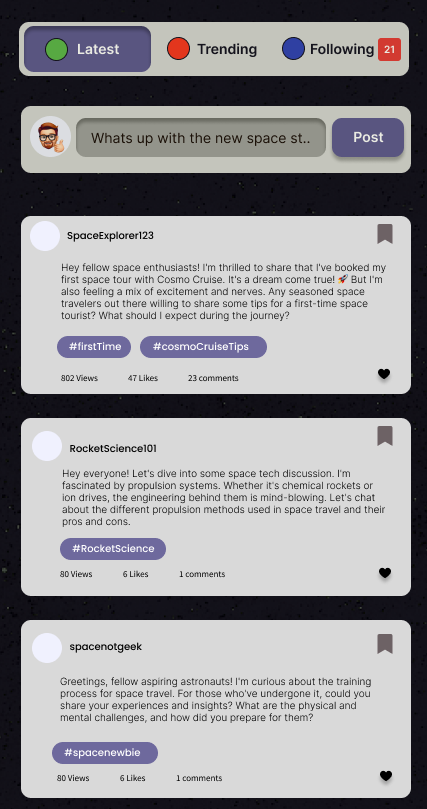 Latest
Trending
Following 21
Whats up with the new space st..
Post
SpaceExplorer123
Hey fellow space enthusiasts! I'm thrilled to share that I've booked my
first space tour with Cosmo Cruise. It's a dream come true! 🚀 But I'm
also feeling a mix of excitement and nerves. Any seasoned space
travelers out there willing to share some tips for a first-time space
tourist? What should I expect during the journey?
#firstTime #cosmoCruiseTips
802 Views 47 Likes 23 comments
RocketScience101
Hey everyone! Let's dive into some space tech discussion. I'm
fascinated by propulsion systems. Whether it's chemical rockets or
ion drives, the engineering behind them is mind-blowing. Let's chat
about the different propulsion methods used in space travel and their
pros and cons.
#RocketScience
80 Views 6 Likes 1 comments
spacenotgeek
Greetings, fellow aspiring astronauts! I'm curious about the training
process for space travel. For those who've undergone it, could you
share your experiences and insights? What are the physical and
mental challenges, and how did you prepare for them?
#spacenewbie
80 Views 6 Likes 1 comments